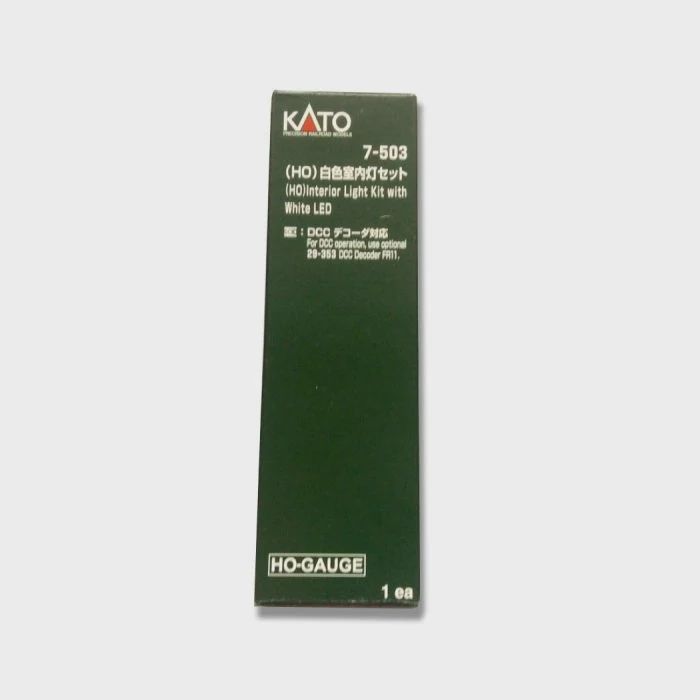 KATO
PRECISION RAILROAD MODELS
7-503
(HO)白色室内灯セット
(HO)Interior Light Kit with
White LED
: DCC デコーダ対応
For DCC operation, use optional
29-353 DCC Decoder FR11.
HO-GAUGE
1 ea